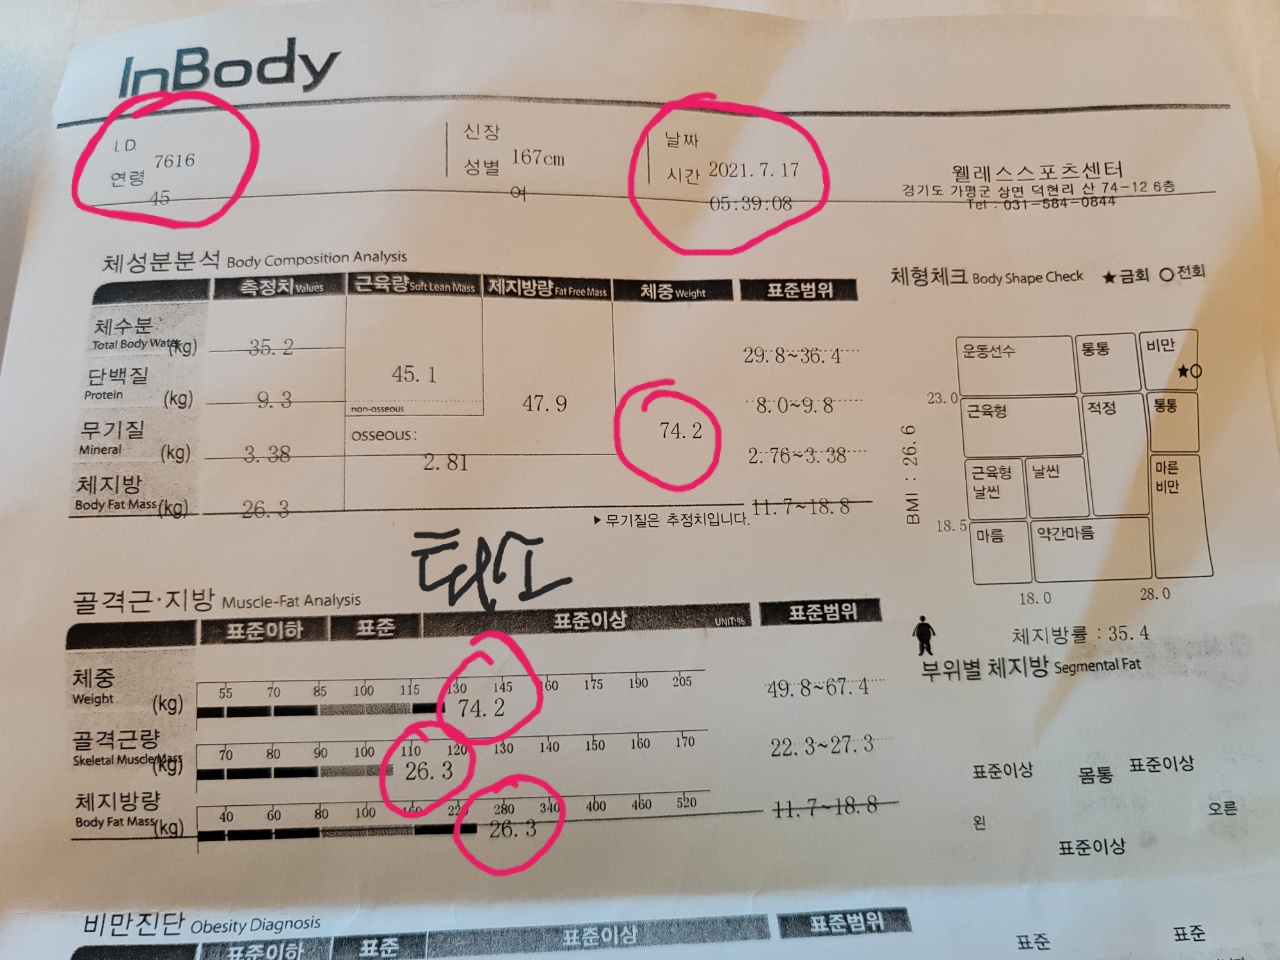 InBody
I.D 7616
연령 45
신장 167cm
성별 여
날짜 2021.7.17
시간 05:39:08
웰레스스포츠센터
경기도 가평군 상면 덕현리 산 74-12 6층
Tel : 031-584-0844
체성분분석 Body Composition Analysis
측정치 Values 근육량 Soft Lean Mass 제지방량 Fat Free Mass 체중 Weight 표준범위
체수분 Total Body Water (kg) 35.2 29.8~36.4
단백질 Protein (kg) 9.3 8.0~9.8
무기질 Mineral (kg) 3.38 2.76~3.38
체지방 Body Fat Mass (kg) 26.3 11.7~18.8
45.1
non-osseous
osseous:
2.81
47.9
74.2
▶ 무기질은 추정치입니다.
체형체크 Body Shape Check ★금회 ○전회
운동선수 통통 비만
★○
23.0 근육형 적정 통통
근육형 날씬 날씬 마른 비만
18.5 마름 약간마름
BMI : 26.6
18.0 28.0
체지방률 : 35.4
골격근·지방 Muscle-Fat Analysis
표준이하 표준 표준이상 UNIT:% 표준범위
체중 Weight (kg)
55 70 85 100 115 130 145 160 175 190 205
74.2 49.8~67.4
골격근량 Skeletal Muscle Mass (kg)
70 80 90 100 110 120 130 140 150 160 170
26.3 22.3~27.3
체지방량 Body Fat Mass (kg)
40 60 80 100 160 220 280 340 400 460 520
26.3 11.7~18.8
부위별 체지방 Segmental Fat
표준이상 몸통 표준이상
왼 오른
표준이상
표준 표준
비만진단 Obesity Diagnosis
표준이하 표준 표준이상 표준범위